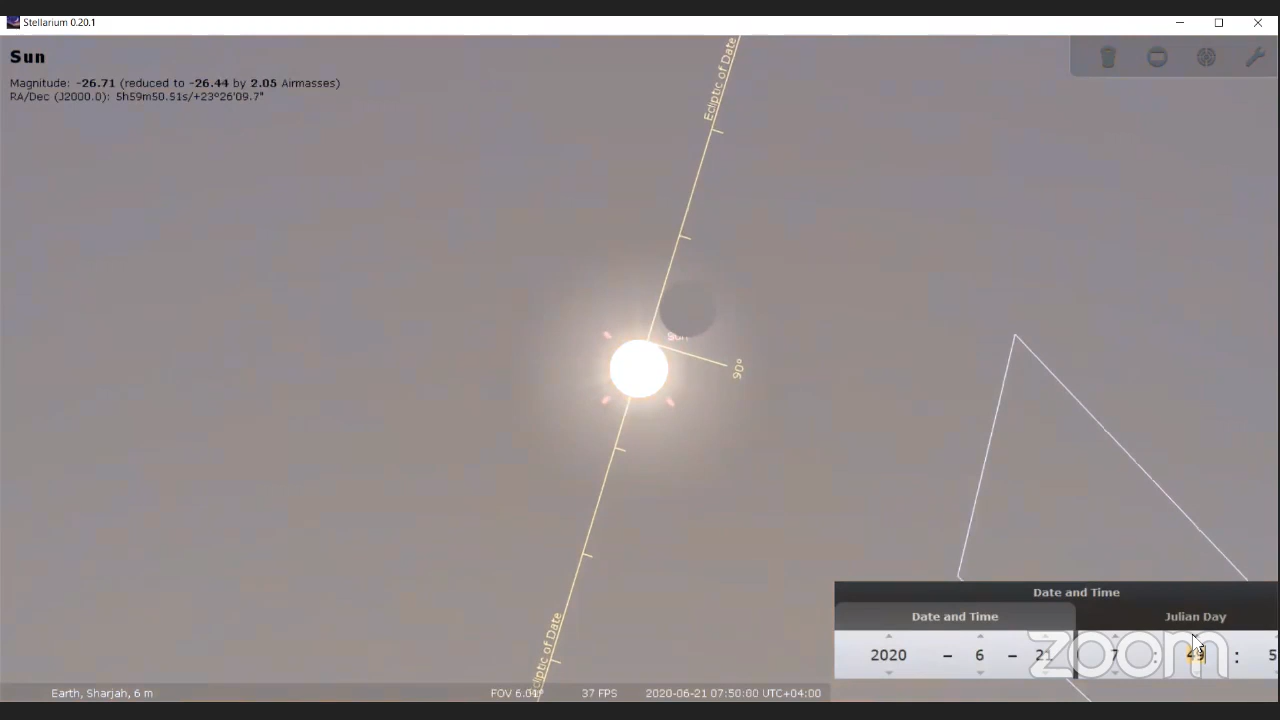 Stellarium 0.20.1
Sun
Magnitude: -26.71 (reduced to -26.44 by 2.05 Airmasses)
RA/Dec (J2000.0): 5h59m50.51s/+23°26'09.7"
Ecliptic of Date
Sun
90°
Ecliptic of Date
Date and Time
Date and Time Julian Day
2020 - 6 - 21 7 : 49 : 5
zoom
Earth, Sharjah, 6 m FOV 6.01° 37 FPS 2020-06-21 07:50:00 UTC+04:00